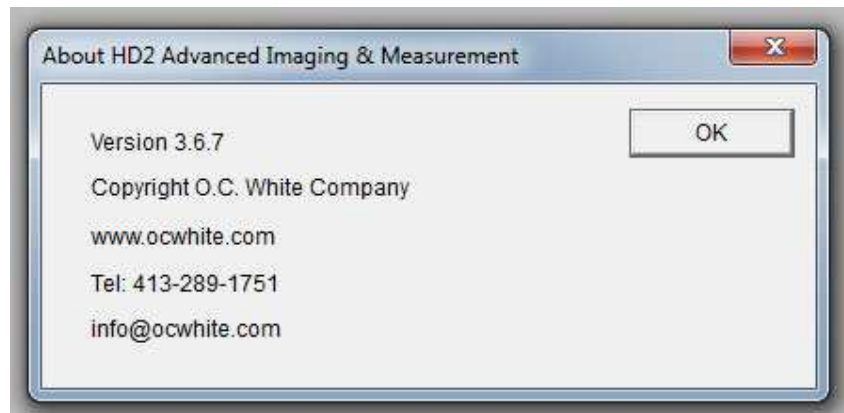 About HD2 Advanced Imaging & Measurement
OK
Version 3.6.7
Copyright O.C. White Company
www.ocwhite.com
Tel: 413-289-1751
info@ocwhite.com